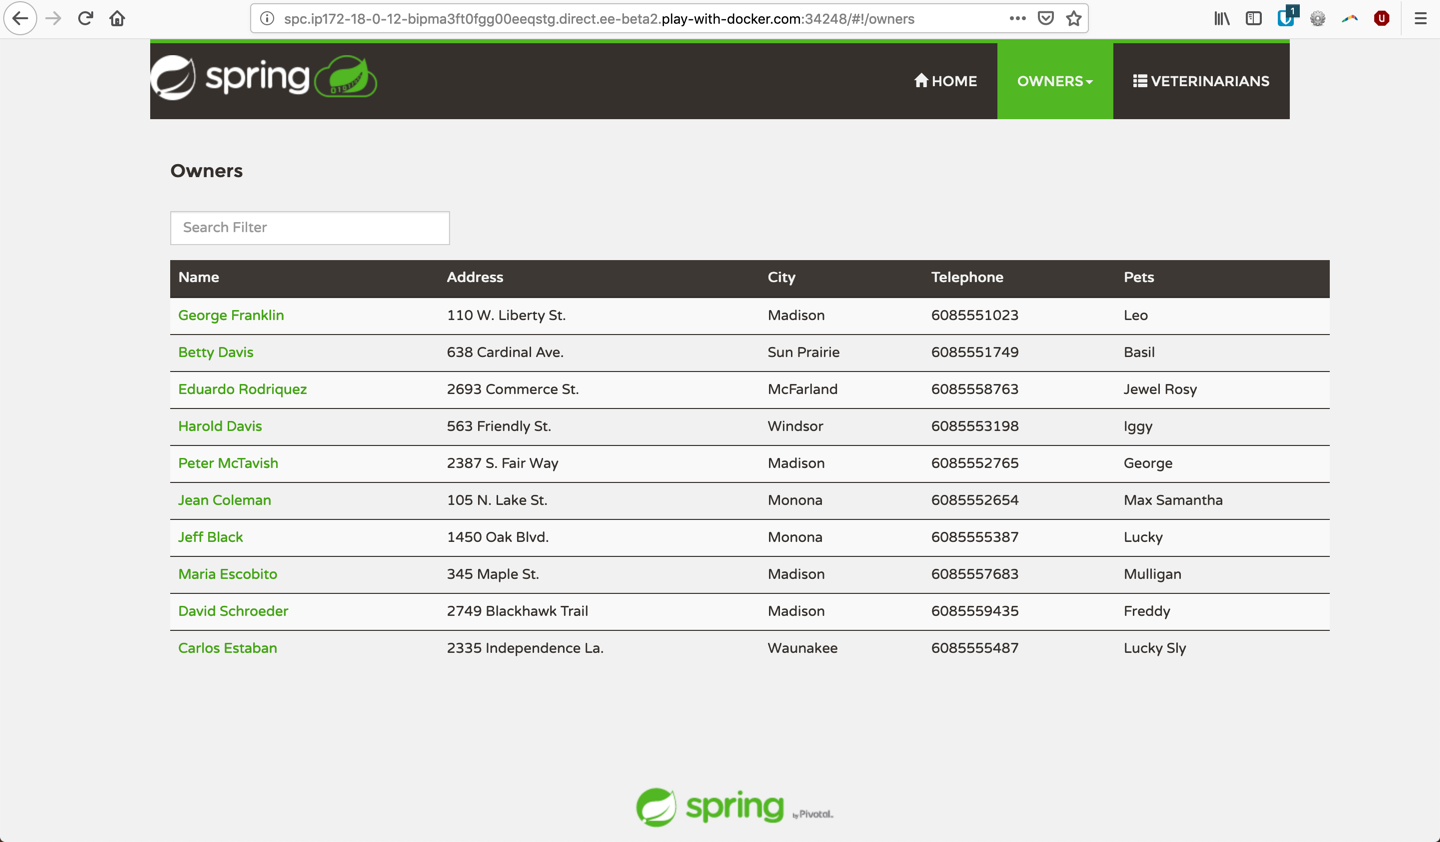 spc.ip172-18-0-12-bipma3ft0fgg00eeqstg.direct.ee-beta2.play-with-docker.com:34248/#!/owners 1
spring HOME OWNERS VETERINARIANS
Owners
Search Filter
Name Address City Telephone Pets
George Franklin 110 W. Liberty St. Madison 6085551023 Leo
Betty Davis 638 Cardinal Ave. Sun Prairie 6085551749 Basil
Eduardo Rodriquez 2693 Commerce St. McFarland 6085558763 Jewel Rosy
Harold Davis 563 Friendly St. Windsor 6085553198 Iggy
Peter McTavish 2387 S. Fair Way Madison 6085552765 George
Jean Coleman 105 N. Lake St. Monona 6085552654 Max Samantha
Jeff Black 1450 Oak Blvd. Monona 6085555387 Lucky
Maria Escobito 345 Maple St. Madison 6085557683 Mulligan
David Schroeder 2749 Blackhawk Trail Madison 6085559435 Freddy
Carlos Estaban 2335 Independence La. Waunakee 6085555487 Lucky Sly
spring by Pivotal.